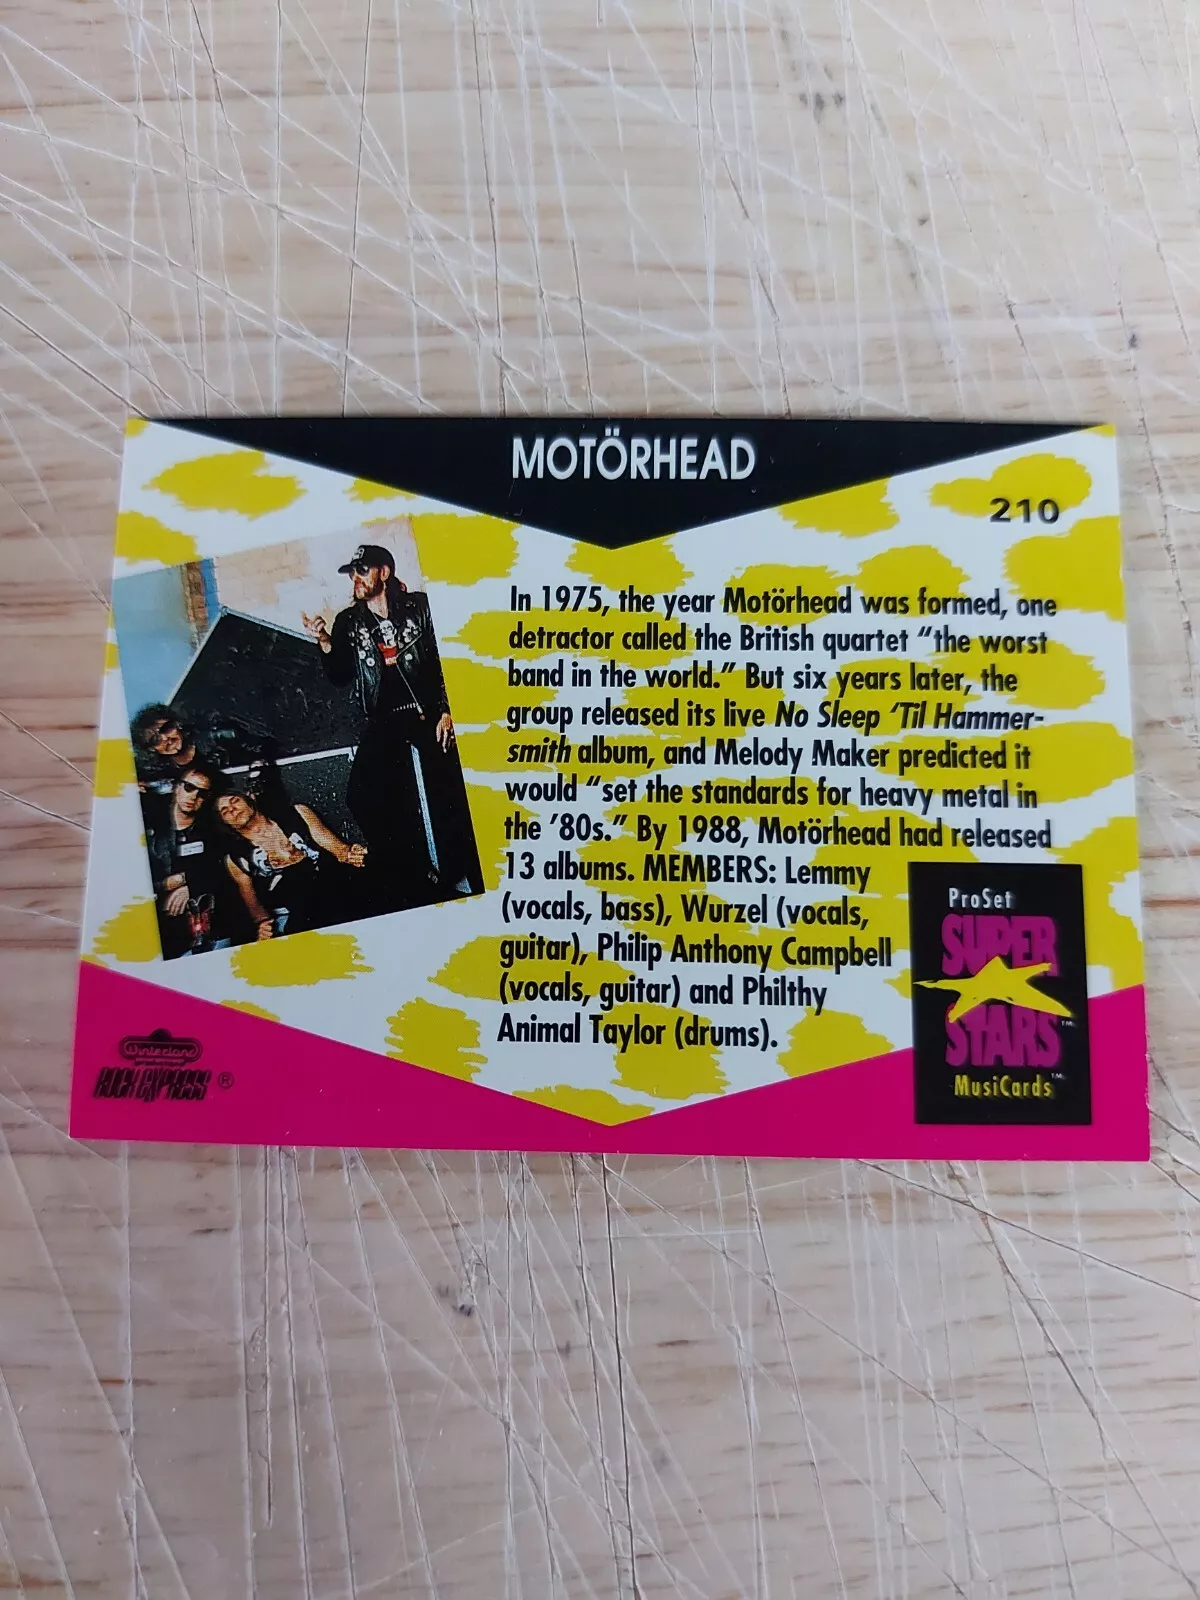 MOTÖRHEAD
210
In 1975, the year Motörhead was formed, one
detractor called the British quartet "the worst
band in the world." But six years later, the
group released its live No Sleep 'Til Hammer-
smith album, and Melody Maker predicted it
would "set the standards for heavy metal in
the '80s." By 1988, Motörhead had released
13 albums. MEMBERS: Lemmy
(vocals, bass), Wurzel (vocals,
guitar), Philip Anthony Campbell
(vocals, guitar) and Philthy
Animal Taylor (drums).
ProSet
SUPER
STARS™
MusiCards™
Winterland
ROCK EXPRESS ®